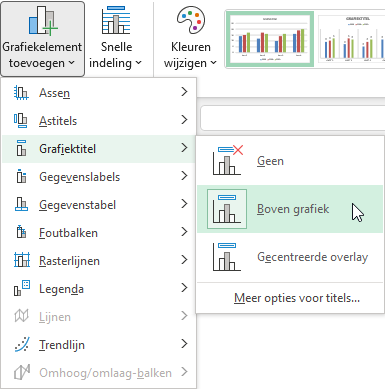 Grafiekelement toevoegen
Snelle indeling
Kleuren wijzigen
Assen
Astitels
Grafiektitel
Gegevenslabels
Gegevenstabel
Foutbalken
Rasterlijnen
Legenda
Lijnen
Trendlijn
Omhoog/omlaag-balken
Geen
Boven grafiek
Gecentreerde overlay
Meer opties voor titels...